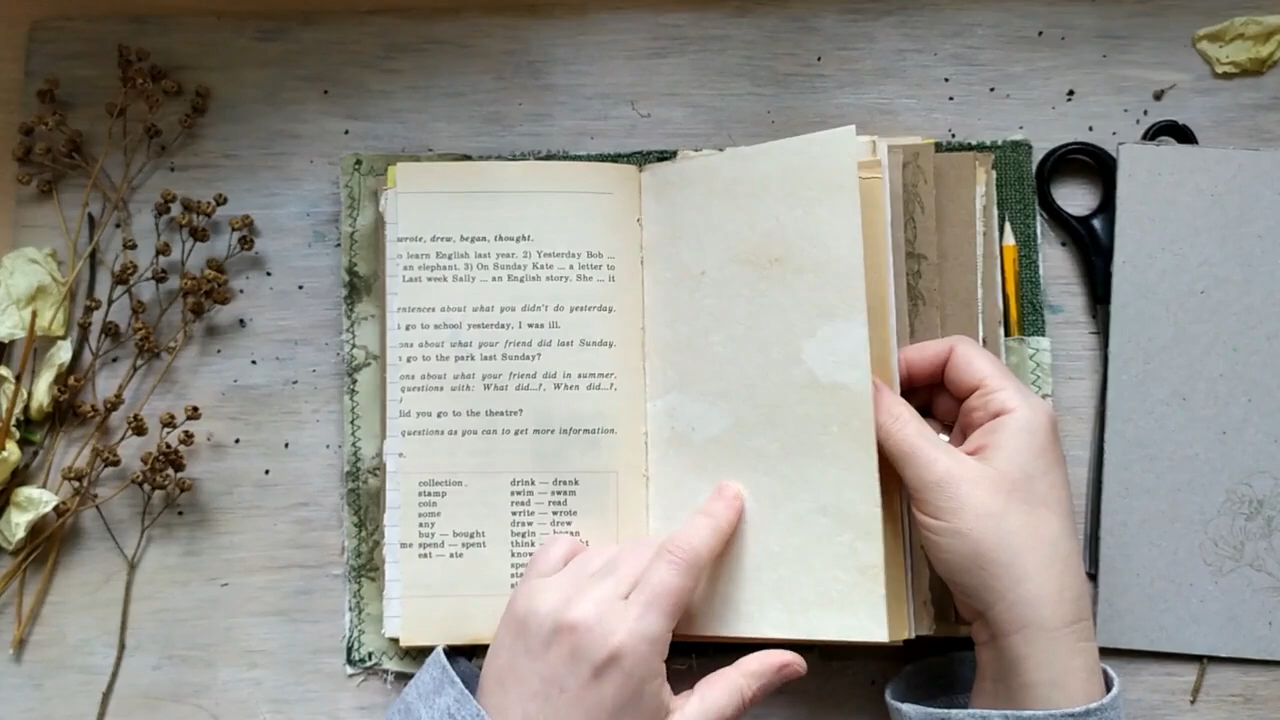 wrote, drew, began, thought.
learn English last year. 2) Yesterday Bob ...
an elephant. 3) On Sunday Kate ... a letter to
Last week Sally ... an English story. She ... it
sentences about what you didn't do yesterday.
go to school yesterday, I was ill.
about what your friend did last Sunday.
go to the park last Sunday?
about what your friend did in summer.
questions with: What did...?, When did...?,
did you go to the theatre?
questions as you can to get more information.
collection
stamp
coin
some
any
buy — bought
spend — spent
eat — ate
drink — drank
swim — swam
read — read
write — wrote
draw — drew
begin — began
think —